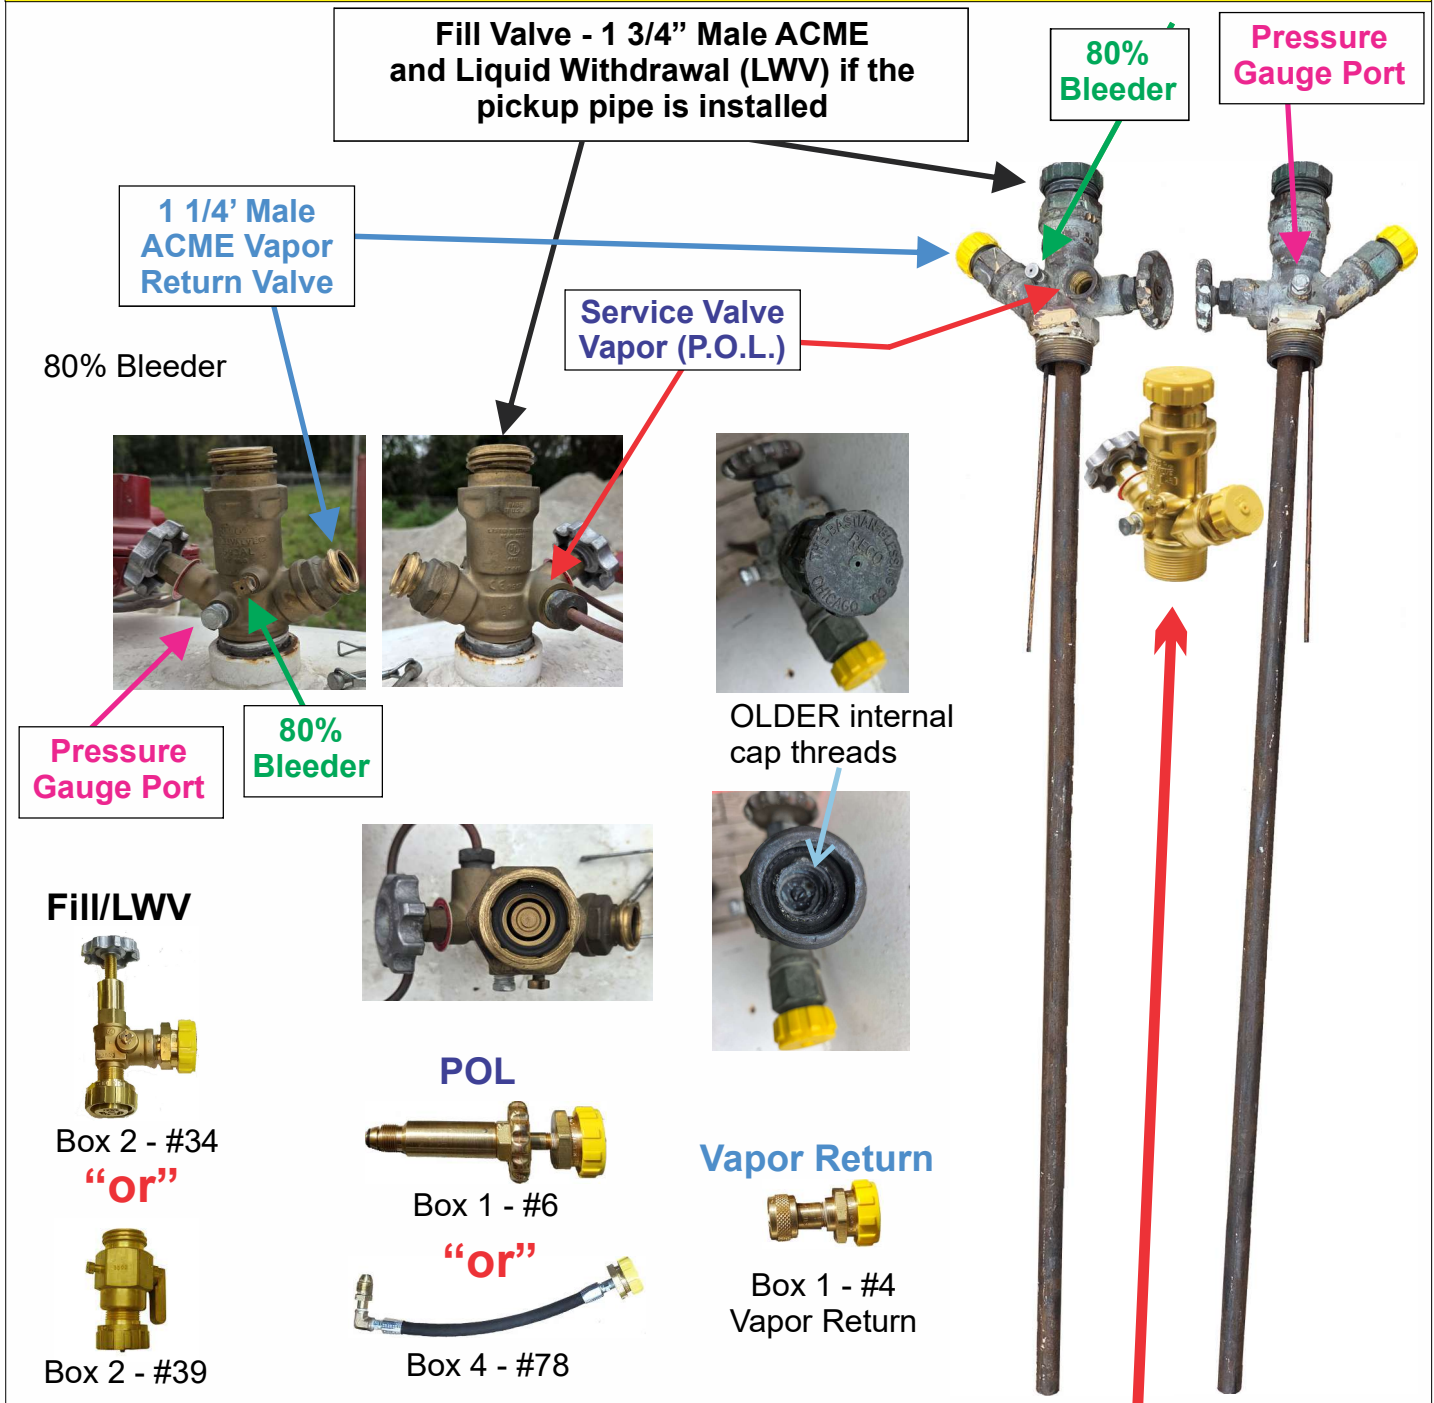 Fill Valve - 1 3/4” Male ACME
and Liquid Withdrawal (LWV) if the
pickup pipe is installed
80%
Bleeder
Pressure
Gauge Port
1 1/4’ Male
ACME Vapor
Return Valve
Service Valve
Vapor (P.O.L.)
80% Bleeder
OLDER internal
cap threads
Pressure
Gauge Port
80%
Bleeder
Fill/LWV
Box 2 - #34
“or”
Box 2 - #39
POL
Box 1 - #6
“or”
Box 4 - #78
Vapor Return
Box 1 - #4
Vapor Return
REGO
CHICAGO